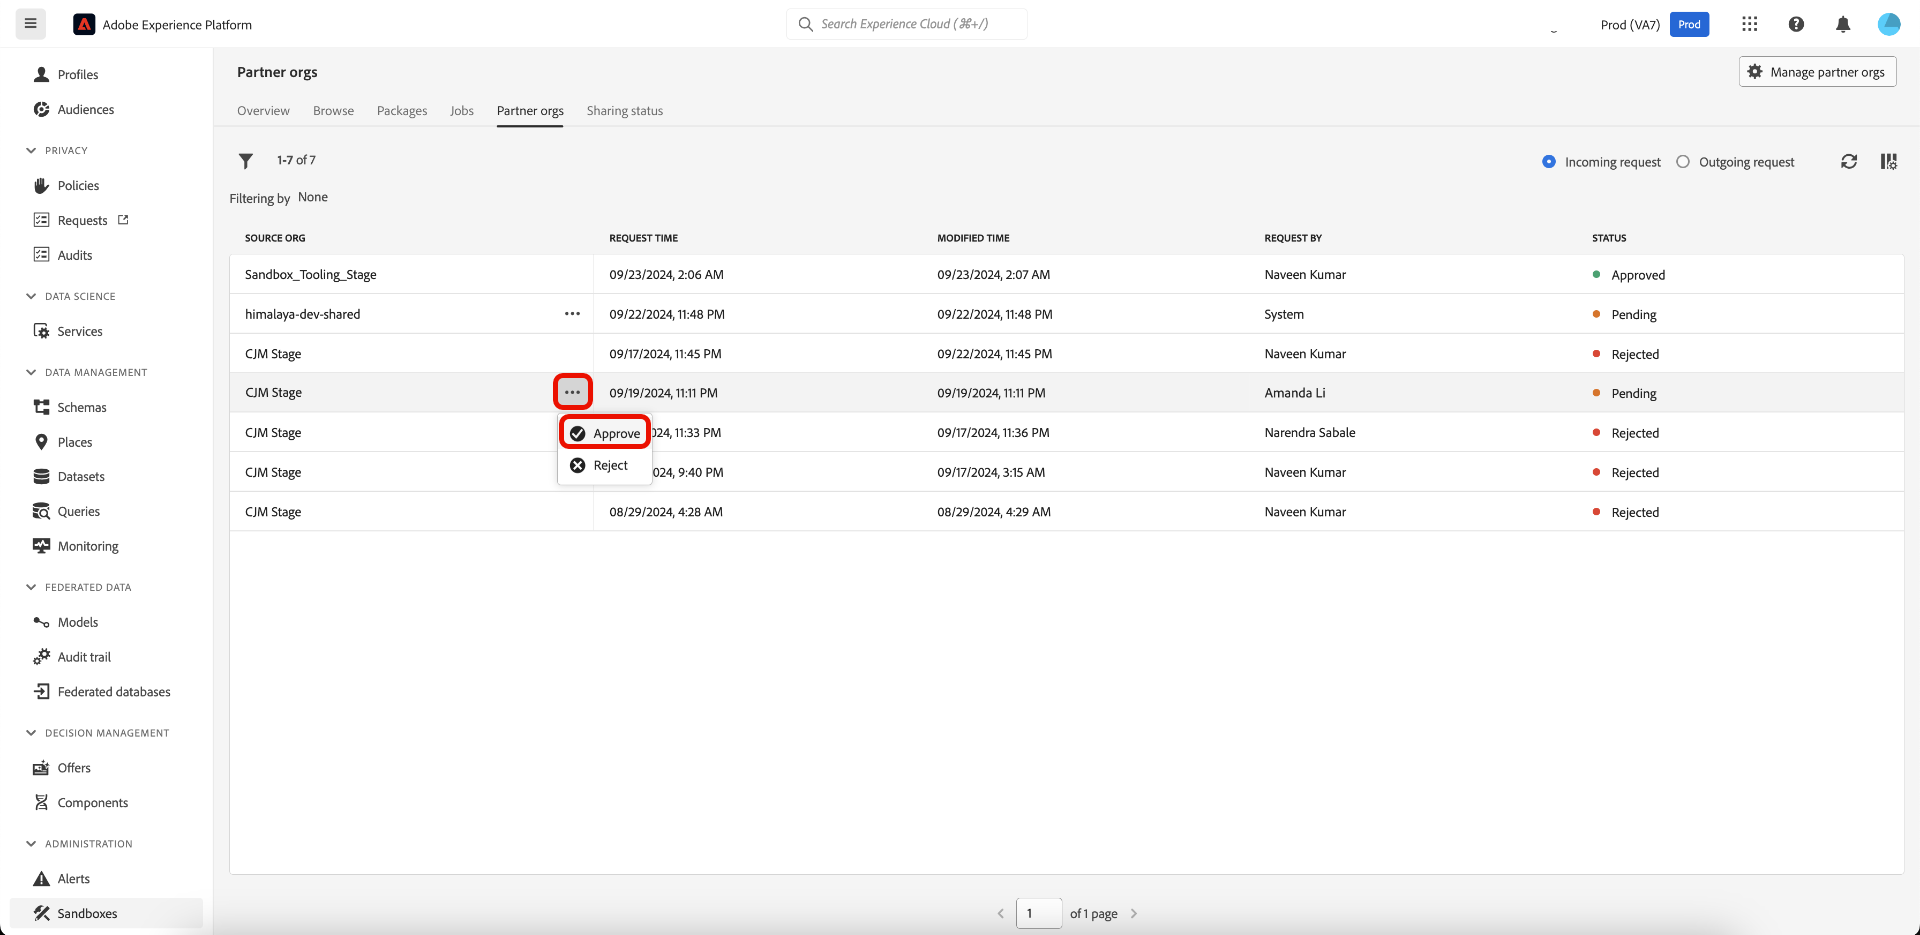 Adobe Experience Platform
Search Experience Cloud (⌘+/)
Prod (VA7)
Prod
Profiles
Audiences
PRIVACY
Policies
Requests
Audits
DATA SCIENCE
Services
DATA MANAGEMENT
Schemas
Places
Datasets
Queries
Monitoring
FEDERATED DATA
Models
Audit trail
Federated databases
DECISION MANAGEMENT
Offers
Components
ADMINISTRATION
Alerts
Sandboxes
Partner orgs
Manage partner orgs
Overview Browse Packages Jobs Partner orgs Sharing status
1-7 of 7
Incoming request Outgoing request
Filtering by None
SOURCE ORG REQUEST TIME MODIFIED TIME REQUEST BY STATUS
Sandbox_Tooling_Stage 09/23/2024, 2:06 AM 09/23/2024, 2:07 AM Naveen Kumar Approved
himalaya-dev-shared 09/22/2024, 11:48 PM 09/22/2024, 11:48 PM System Pending
CJM Stage 09/17/2024, 11:45 PM 09/22/2024, 11:45 PM Naveen Kumar Rejected
CJM Stage 09/19/2024, 11:11 PM 09/19/2024, 11:11 PM Amanda Li Pending
CJM Stage Approve 024, 11:33 PM 09/17/2024, 11:36 PM Narendra Sabale Rejected
CJM Stage Reject 024, 9:40 PM 09/17/2024, 3:15 AM Naveen Kumar Rejected
CJM Stage 08/29/2024, 4:28 AM 08/29/2024, 4:29 AM Naveen Kumar Rejected
1 of 1 page